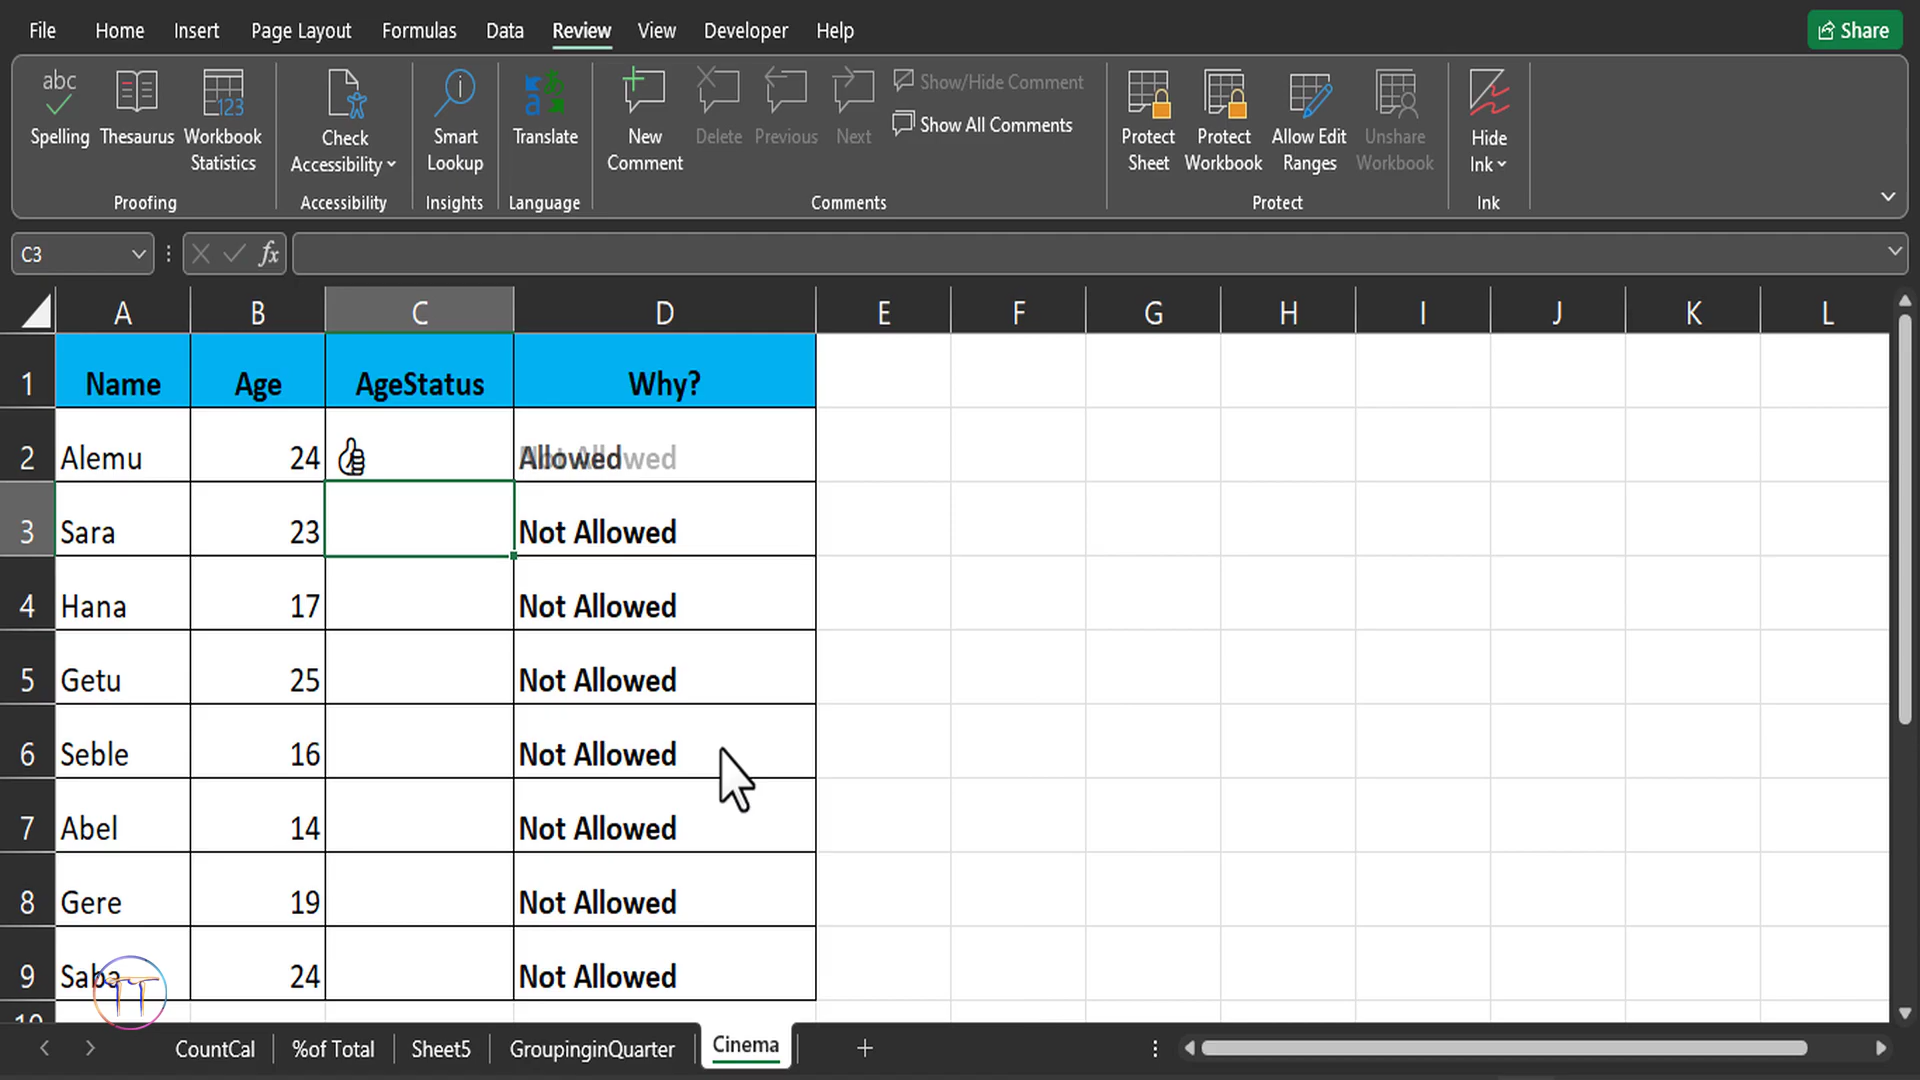 File Home Insert Page Layout Formulas Data Review View Developer Help Share
abc
Spelling Thesaurus Workbook Statistics Check Accessibility Smart Lookup Translate New Comment Delete Previous Next Show/Hide Comment
Show All Comments
Protect Sheet Protect Workbook Allow Edit Ranges Unshare Workbook Hide Ink
Proofing Accessibility Insights Language Comments Protect Ink
C3 fx
A B C D E F G H I J K L
1 Name Age AgeStatus Why?
2 Alemu 24 👍 Allowed
3 Sara 23 Not Allowed
4 Hana 17 Not Allowed
5 Getu 25 Not Allowed
6 Seble 16 Not Allowed
7 Abel 14 Not Allowed
8 Gere 19 Not Allowed
9 Saba 24 Not Allowed
10
CountCal %of Total Sheet5 GroupinginQuarter Cinema